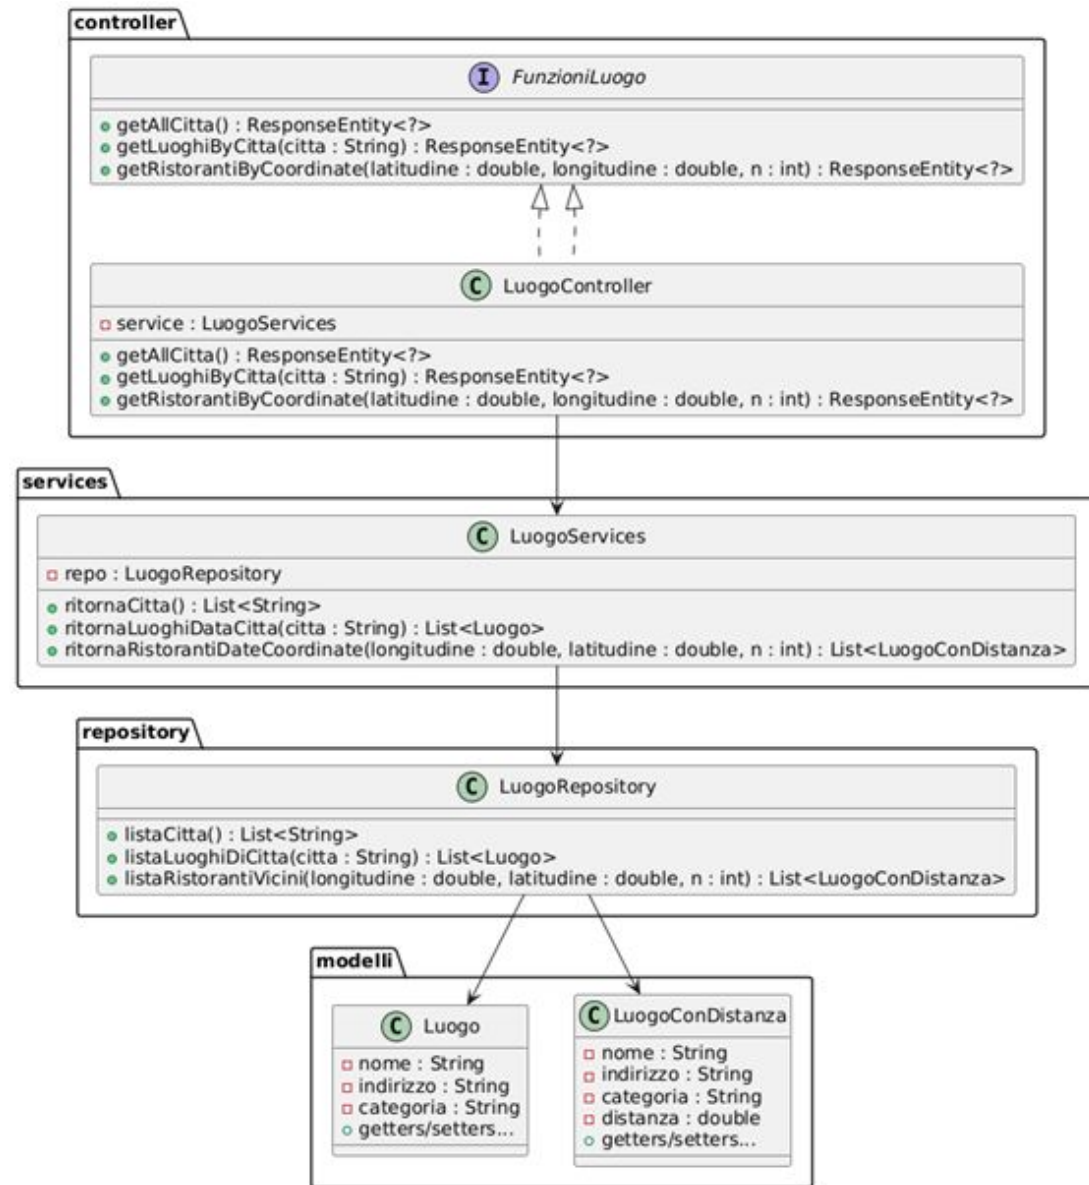 controller
I FunzioniLuogo
getAllCitta() : ResponseEntity<?>
getLuoghiByCitta(citta : String) : ResponseEntity<?>
getRistorantiByCoordinate(latitudine : double, longitudine : double, n : int) : ResponseEntity<?>
C LuogoController
service : LuogoServices
getAllCitta() : ResponseEntity<?>
getLuoghiByCitta(citta : String) : ResponseEntity<?>
getRistorantiByCoordinate(latitudine : double, longitudine : double, n : int) : ResponseEntity<?>
services
C LuogoServices
repo : LuogoRepository
ritornaCitta() : List<String>
ritornaLuoghiDataCitta(citta : String) : List<Luogo>
ritornaRistorantiDateCoordinate(longitudine : double, latitudine : double, n : int) : List<LuogoConDistanza>
repository
C LuogoRepository
listaCitta() : List<String>
listaLuoghiDiCitta(citta : String) : List<Luogo>
listaRistorantiVicini(longitudine : double, latitudine : double, n : int) : List<LuogoConDistanza>
modelli
C Luogo
nome : String
indirizzo : String
categoria : String
getters/setters...
C LuogoConDistanza
nome : String
indirizzo : String
categoria : String
distanza : double
getters/setters...